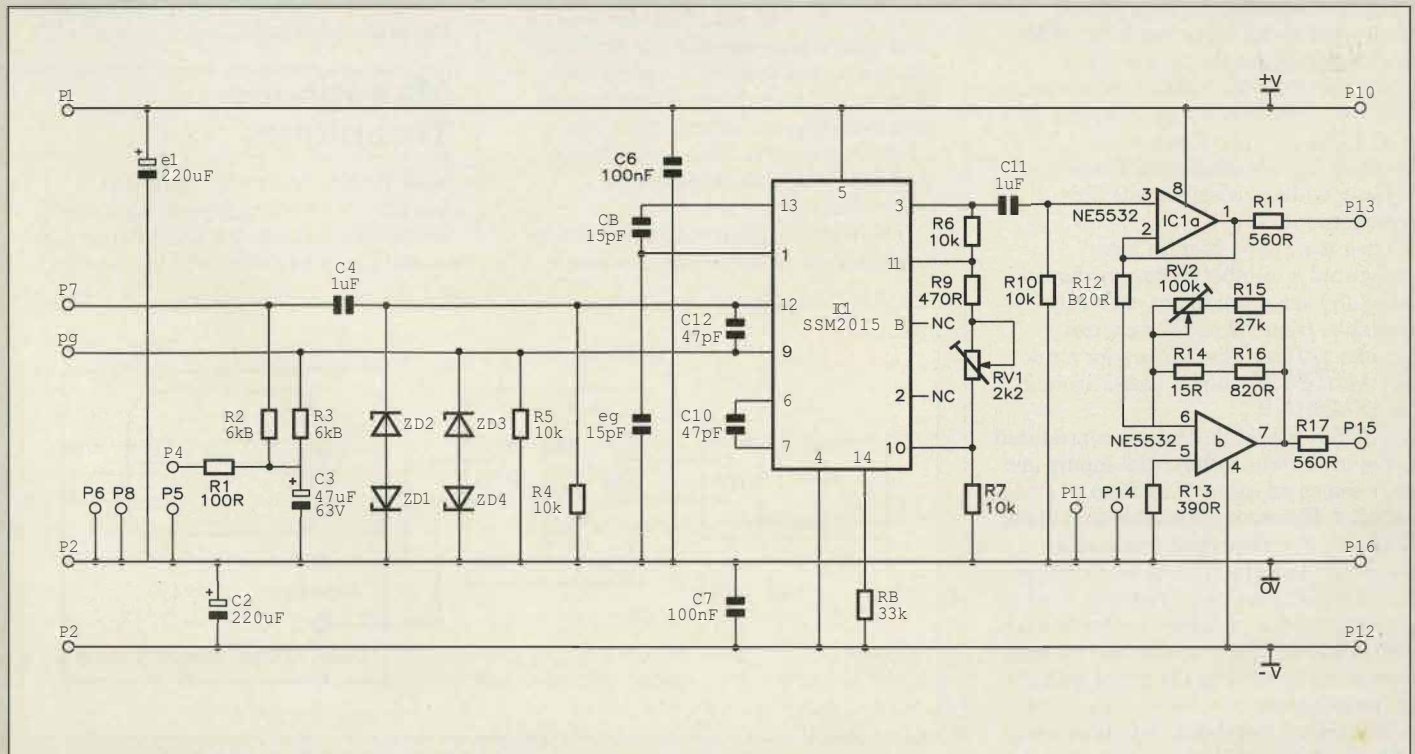 P1
+V
P10
e1
220uF
C6
100nF
5
13
3
C11
1uF
3
8
NE5532
IC1a
1
2
R11
560R
P13
CB
15pF
1
R6
10k
11
C4
1uF
P7
12
R9
470R
R10
10k
R12
B20R
RV2
100k
R15
27k
IC1
SSM2015
C12
47pF
B
NC
pg
9
R14
15R
R16
820R
RV1
2k2
2
NC
R2
6kB
R3
6kB
ZD2
ZD3
R5
10k
eg
15pF
C10
47pF
6
7
10
NE5532
6
5
b
7
4
R17
560R
P15
P4
R1
100R
C3
47uF
63V
4
14
P6
P8
P5
ZD1
ZD4
R4
10k
R7
10k
P11
P14
R13
390R
P2
P16
0V
C2
220uF
C7
100nF
RB
33k
P2
P12
-V